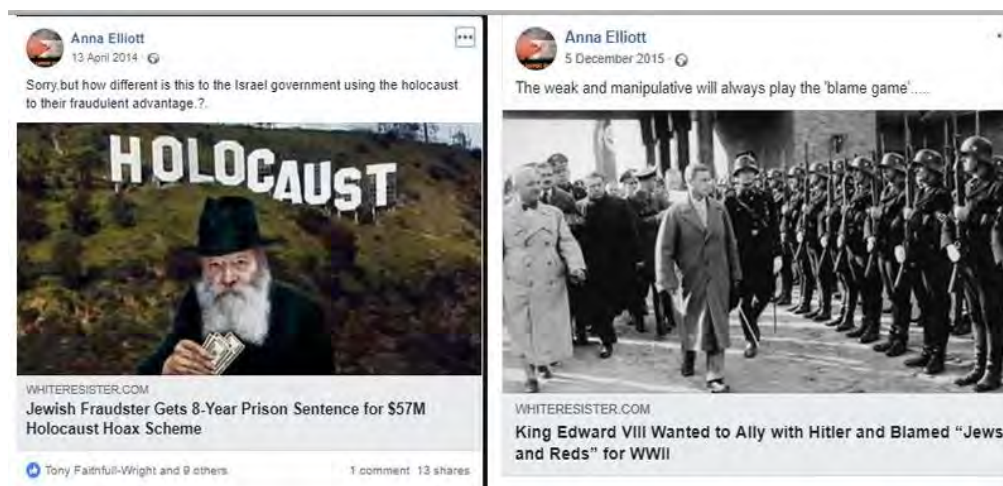 Anna Elliott
13 April 2014
Sorry.but how different is this to the Israel government using the holocaust
to their fraudulent advantage.?.
HOLOCAUST
WHITERESISTER.COM
Jewish Fraudster Gets 8-Year Prison Sentence for $57M
Holocaust Hoax Scheme
Tony Faithfull-Wright and 9 others
1 comment 13 shares
Anna Elliott
5 December 2015
The weak and manipulative will always play the 'blame game'.....
WHITERESISTER.COM
King Edward VIII Wanted to Ally with Hitler and Blamed “Jews
and Reds” for WWII